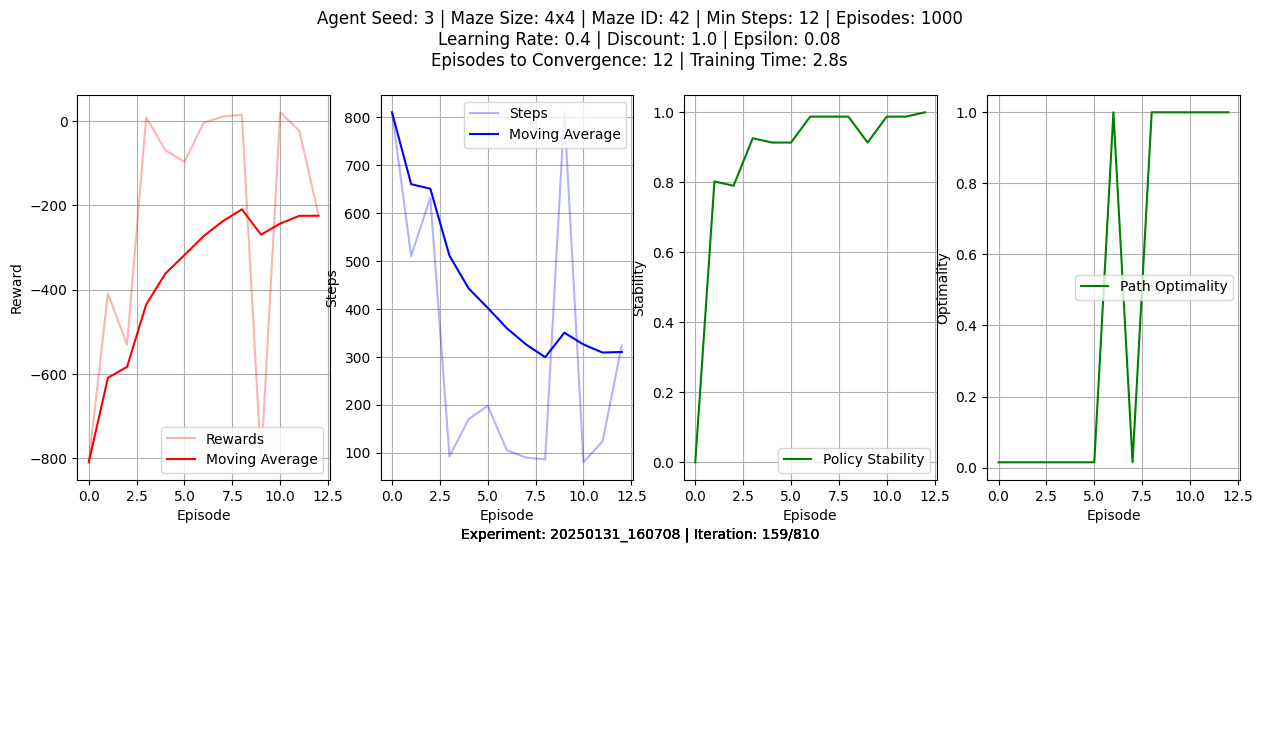 Agent Seed: 3 | Maze Size: 4x4 | Maze ID: 42 | Min Steps: 12 | Episodes: 1000
Learning Rate: 0.4 | Discount: 1.0 | Epsilon: 0.08
Episodes to Convergence: 12 | Training Time: 2.8s
Reward
0
−200
−400
−600
−800
Rewards
Moving Average
0.0 2.5 5.0 7.5 10.0 12.5
Episode
Steps
800
700
600
500
400
300
200
100
Steps
Moving Average
0.0 2.5 5.0 7.5 10.0 12.5
Episode
Stability
1.0
0.8
0.6
0.4
0.2
0.0
Policy Stability
0.0 2.5 5.0 7.5 10.0 12.5
Episode
Optimality
1.0
0.8
0.6
0.4
0.2
0.0
Path Optimality
0.0 2.5 5.0 7.5 10.0 12.5
Episode
Experiment: 20250131_160708 | Iteration: 159/810